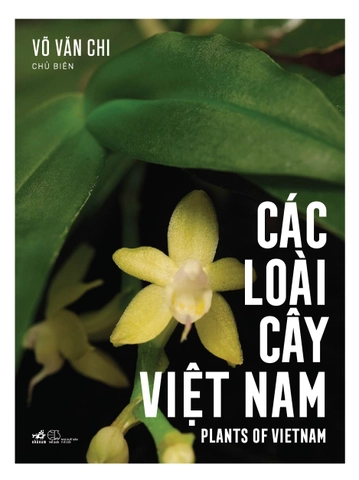 VÕ VĂN CHI
CHỦ BIÊN
CÁC
LOÀI
CÂY
VIỆT NAM
PLANTS OF VIETNAM